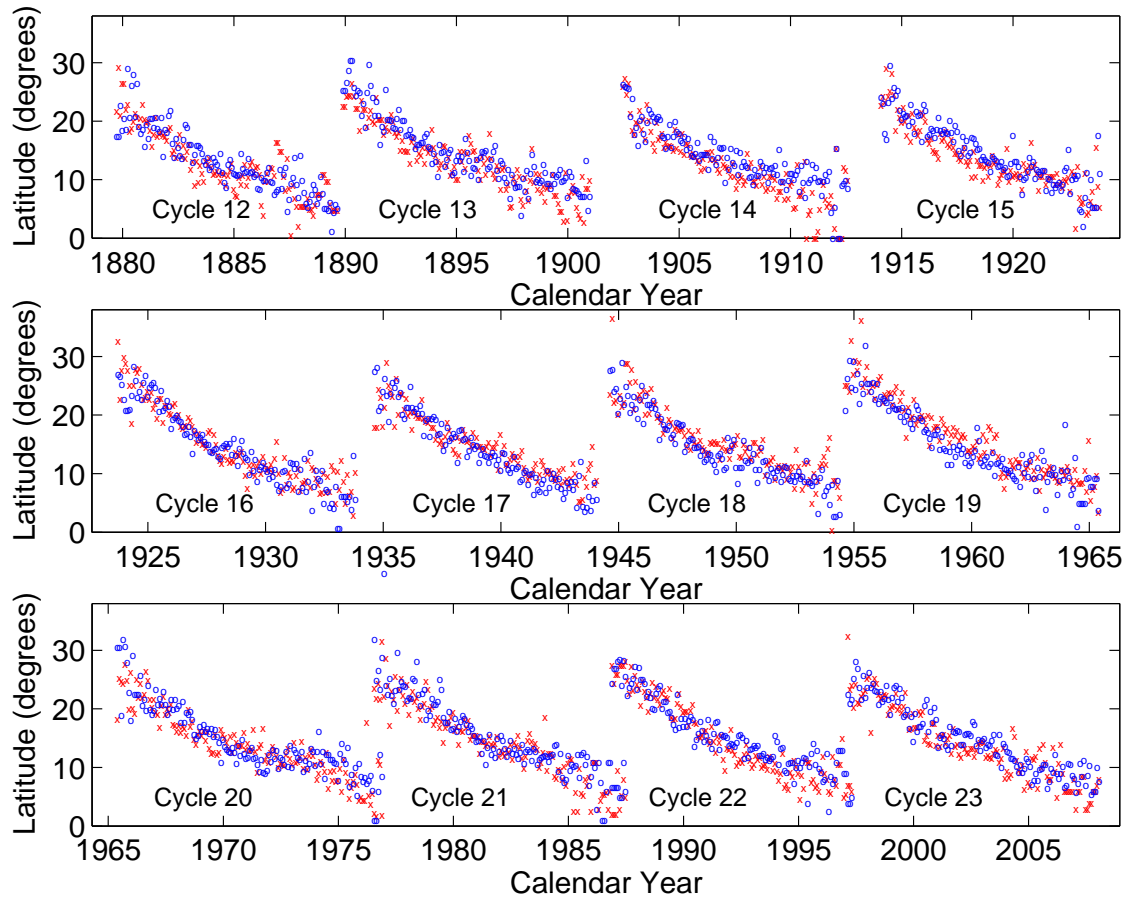 Latitude (degrees)
30
20
10
0
Cycle 12 Cycle 13 Cycle 14 Cycle 15
1880 1885 1890 1895 1900 1905 1910 1915 1920
Calendar Year
Latitude (degrees)
30
20
10
0
Cycle 16 Cycle 17 Cycle 18 Cycle 19
1925 1930 1935 1940 1945 1950 1955 1960 1965
Calendar Year
Latitude (degrees)
30
20
10
0
Cycle 20 Cycle 21 Cycle 22 Cycle 23
1965 1970 1975 1980 1985 1990 1995 2000 2005
Calendar Year